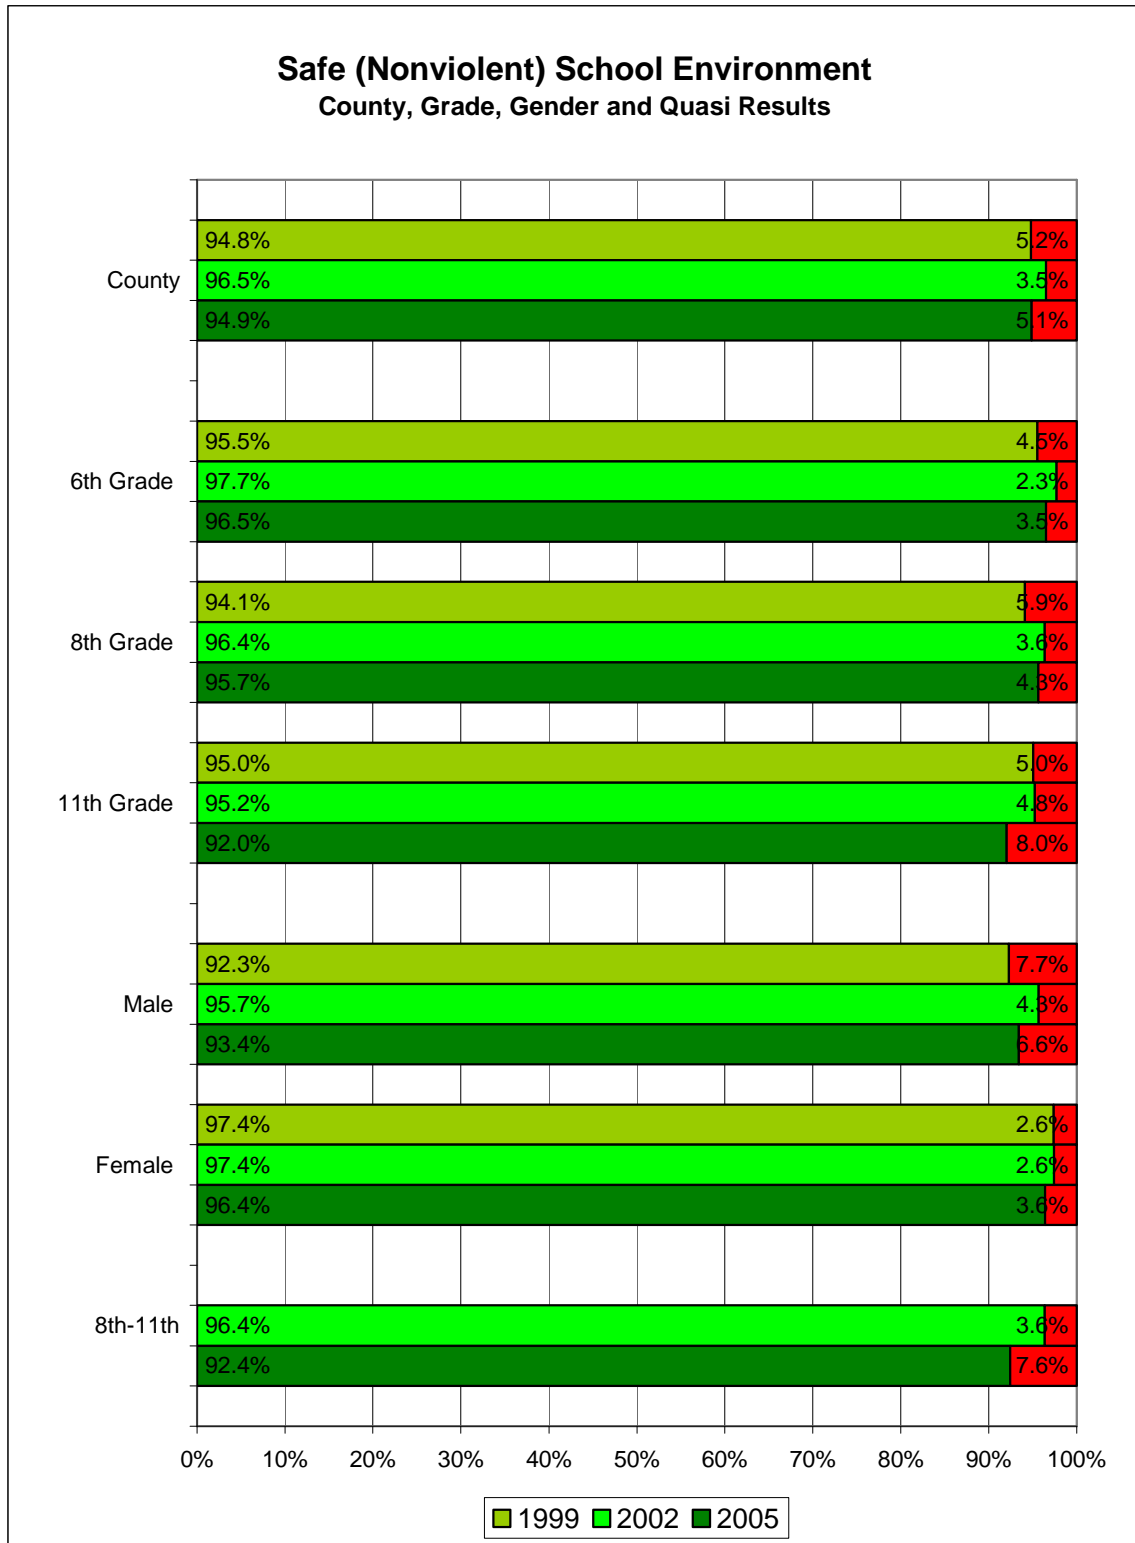 Safe (Nonviolent) School Environment
County, Grade, Gender and Quasi Results
94.8% 5.2%
County 96.5% 3.5%
94.9% 5.1%
95.5% 4.5%
6th Grade 97.7% 2.3%
96.5% 3.5%
94.1% 5.9%
8th Grade 96.4% 3.6%
95.7% 4.3%
95.0% 5.0%
11th Grade 95.2% 4.8%
92.0% 8.0%
92.3% 7.7%
Male 95.7% 4.3%
93.4% 6.6%
97.4% 2.6%
Female 97.4% 2.6%
96.4% 3.6%
8th-11th 96.4% 3.6%
92.4% 7.6%
0% 10% 20% 30% 40% 50% 60% 70% 80% 90% 100%
1999 2002 2005